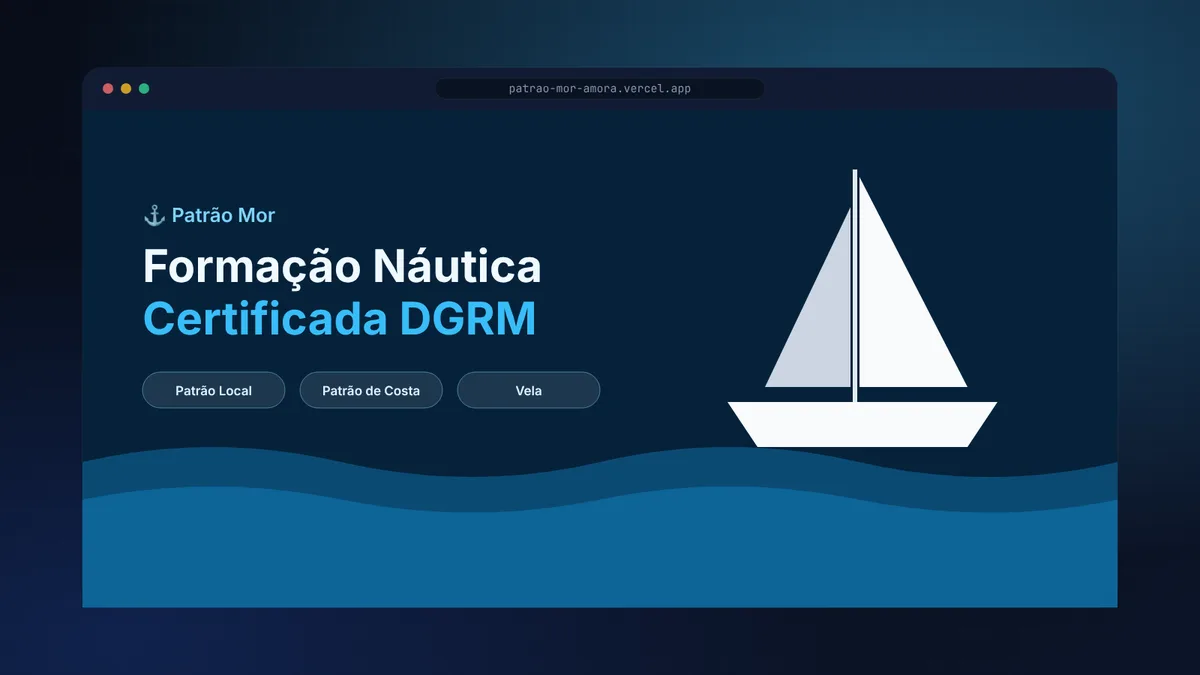 patrao-mor-amora.vercel.app
⚓ Patrão Mor
Formação Náutica
Certificada DGRM
Patrão Local
Patrão de Costa
Vela